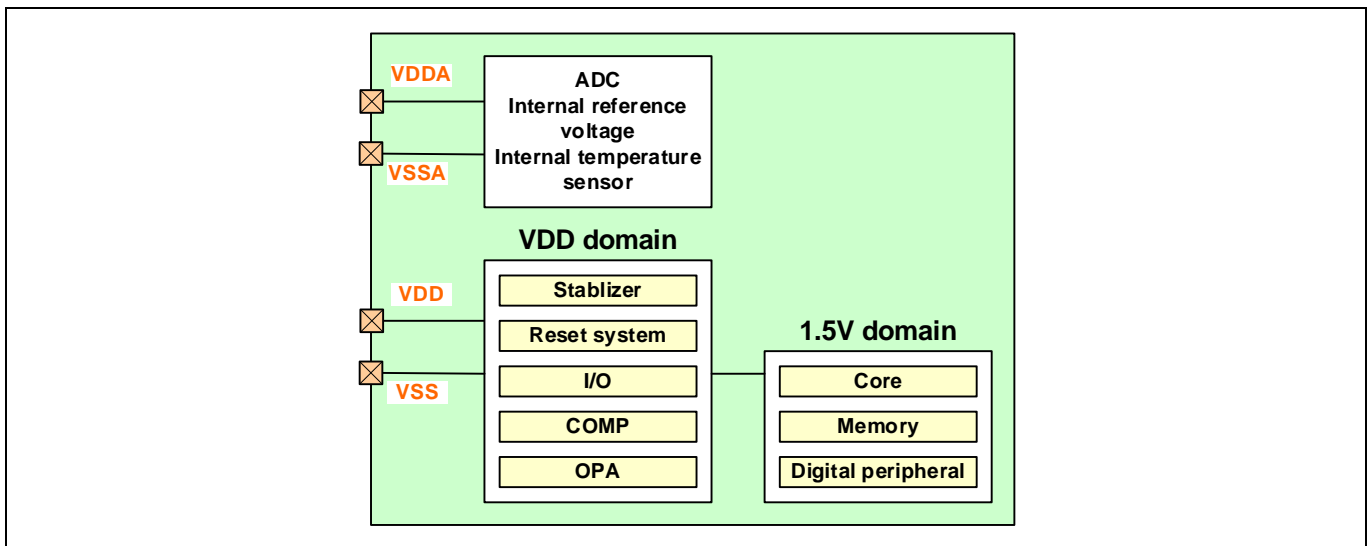 VDDA
VSSA
ADC
Internal reference
voltage
Internal temperature
sensor
VDD domain
VDD
VSS
Stablizer
Reset system
I/O
COMP
OPA
1.5V domain
Core
Memory
Digital peripheral